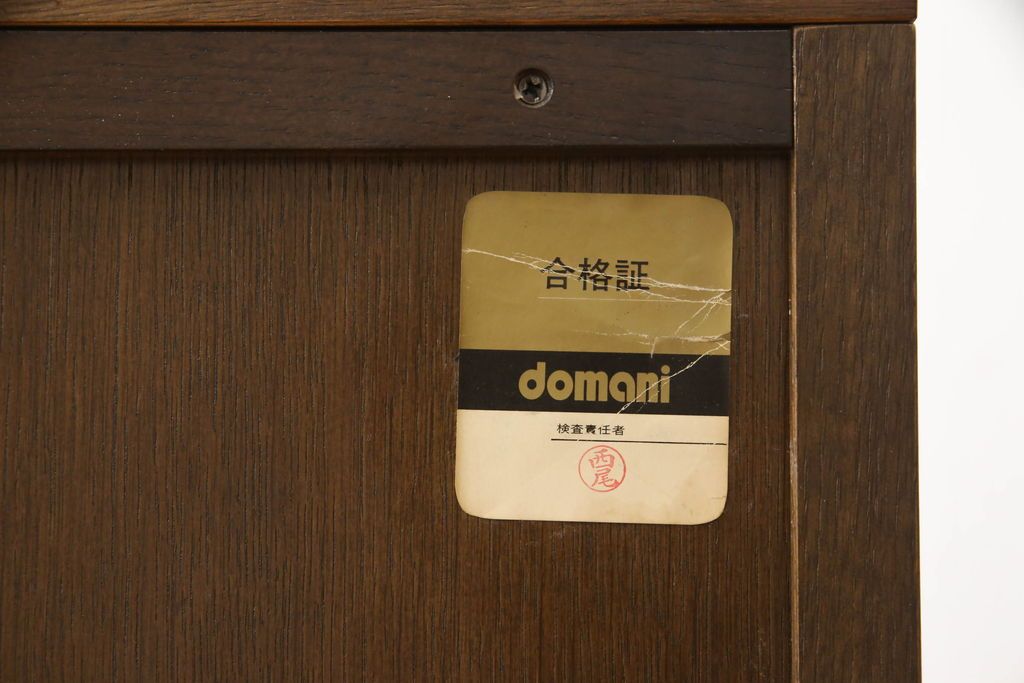 合格証
domani
検査責任者
西尾